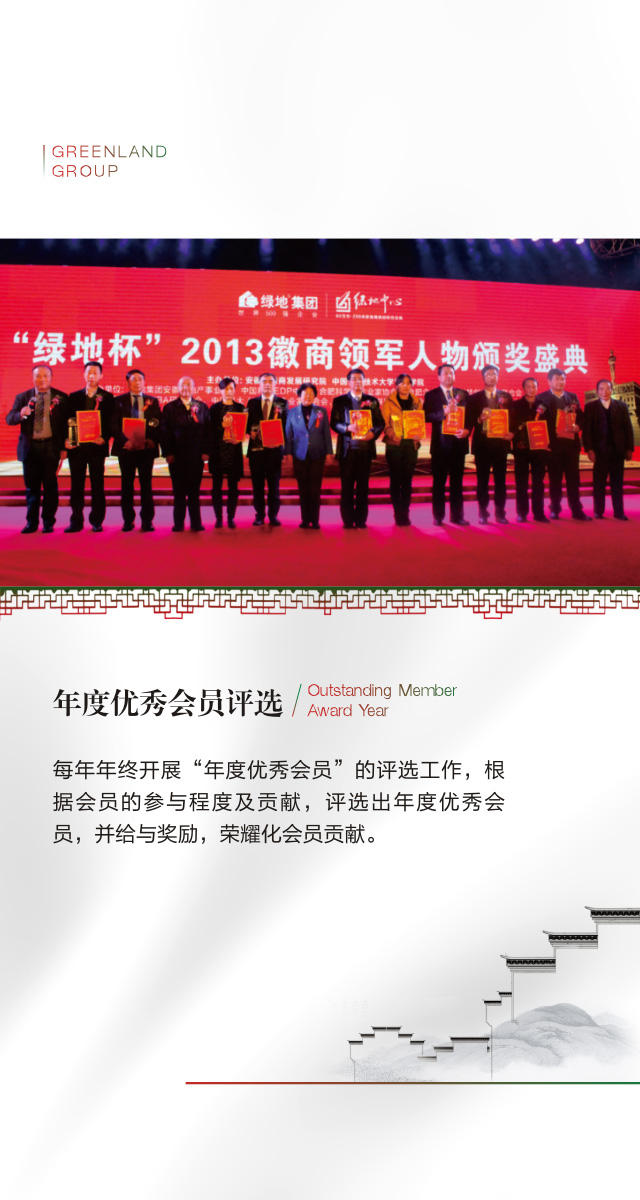 GREENLAND
GROUP
绿地集团
世界500强企业
绿地中心
“绿地杯”2013徽商领军人物颁奖盛典
年度优秀会员评选
Outstanding Member
Award Year
每年年终开展“年度优秀会员”的评选工作，根
据会员的参与程度及贡献，评选出年度优秀会
员，并给与奖励，荣耀化会员贡献。